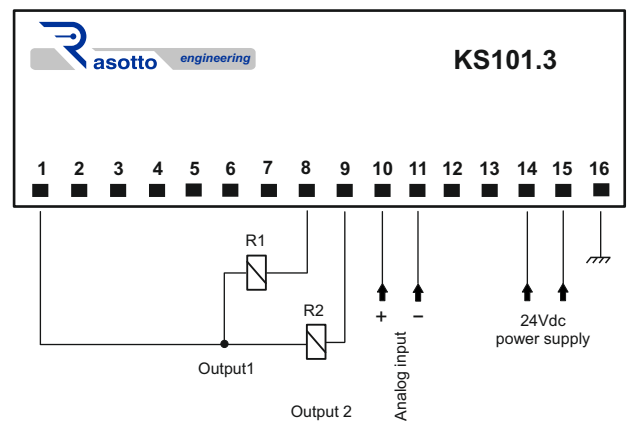 Rasotto engineering
KS101.3
1 2 3 4 5 6 7 8 9 10 11 12 13 14 15 16
R1
R2
+ −
24Vdc
power supply
Output1
Analog input
Output 2